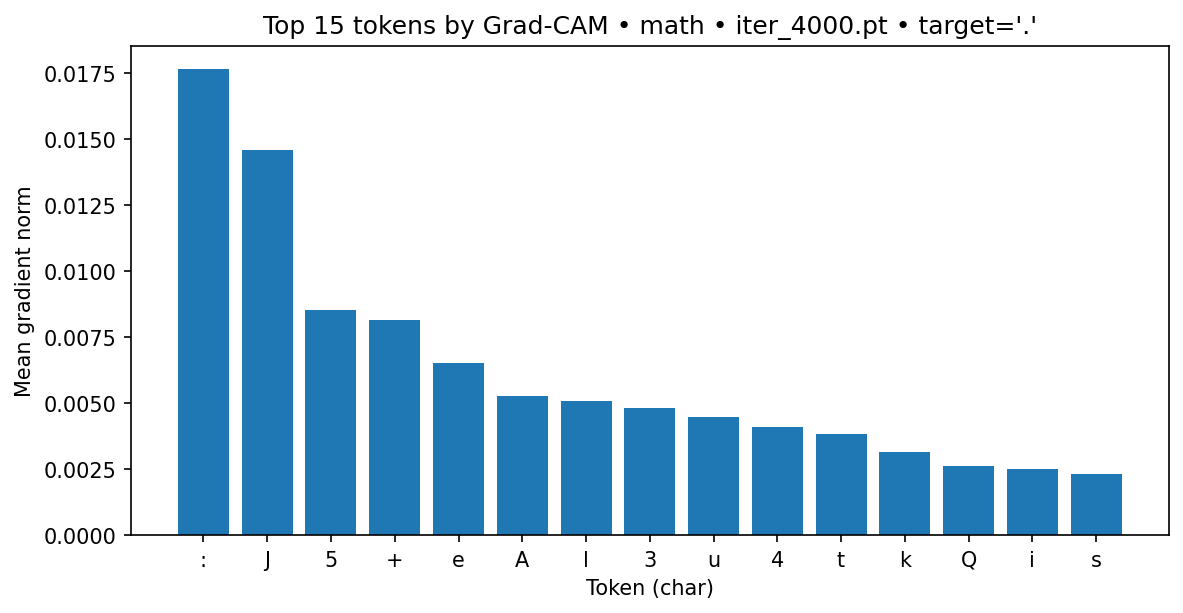 Top 15 tokens by Grad-CAM • math • iter_4000.pt • target='.'
Mean gradient norm
0.0175
0.0150
0.0125
0.0100
0.0075
0.0050
0.0025
0.0000
: J 5 + e A l 3 u 4 t k Q i s
Token (char)